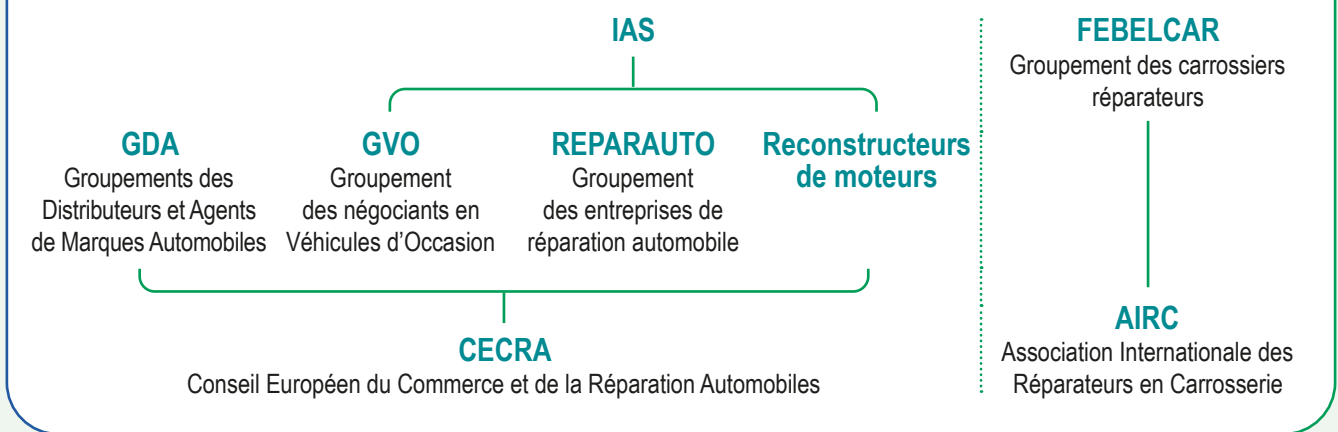 IAS
GDA
Groupements des
Distributeurs et Agents
de Marques Automobiles
GVO
Groupement
des négociants en
Véhicules d’Occasion
REPARAUTO
Groupement
des entreprises de
réparation automobile
Reconstructeurs
de moteurs
CECRA
Conseil Européen du Commerce et de la Réparation Automobiles
FEBELCAR
Groupement des carrossiers
réparateurs
AIRC
Association Internationale des
Réparateurs en Carrosserie